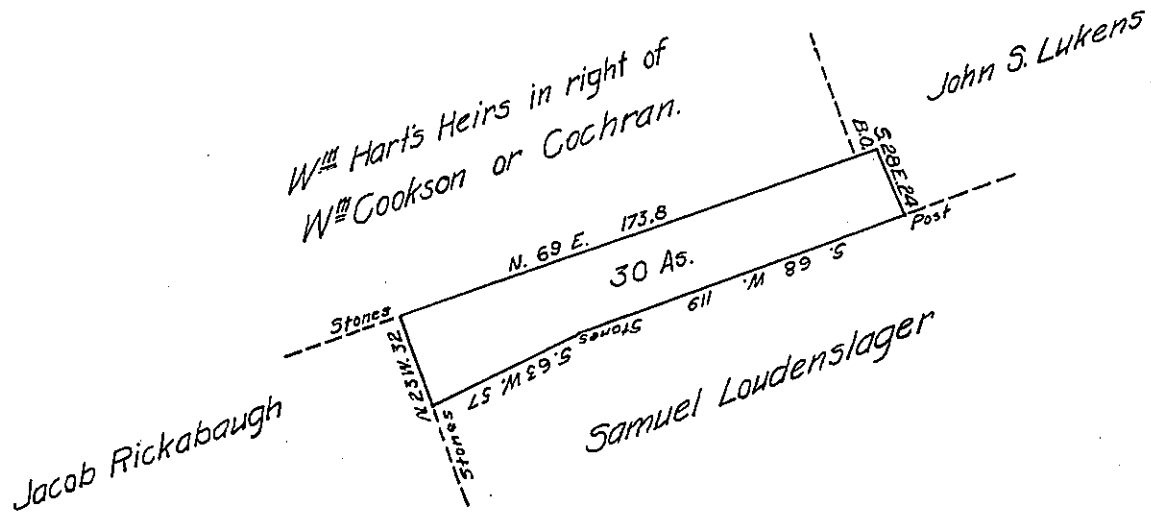 John S. Lukens
Wm Hart's Heirs in right of
Wm Cookson or Cochran.
B.O.
S. 28 E. 24
Post
N. 69 E. 173.8
30 As.
S. 68 W. 119
Stones
Stones
N. 23 W. 32
S. 63 W. 57
Stones
Samuel Loudenslager
Jacob Rickabaugh